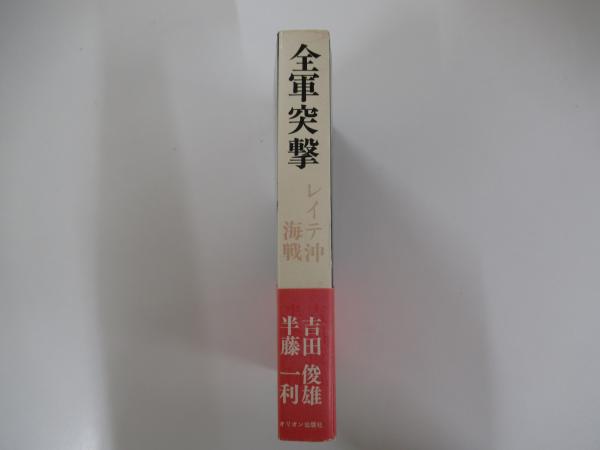 全軍突撃
レイテ沖
海戦
吉田俊雄
半藤一利
オリオン出版社